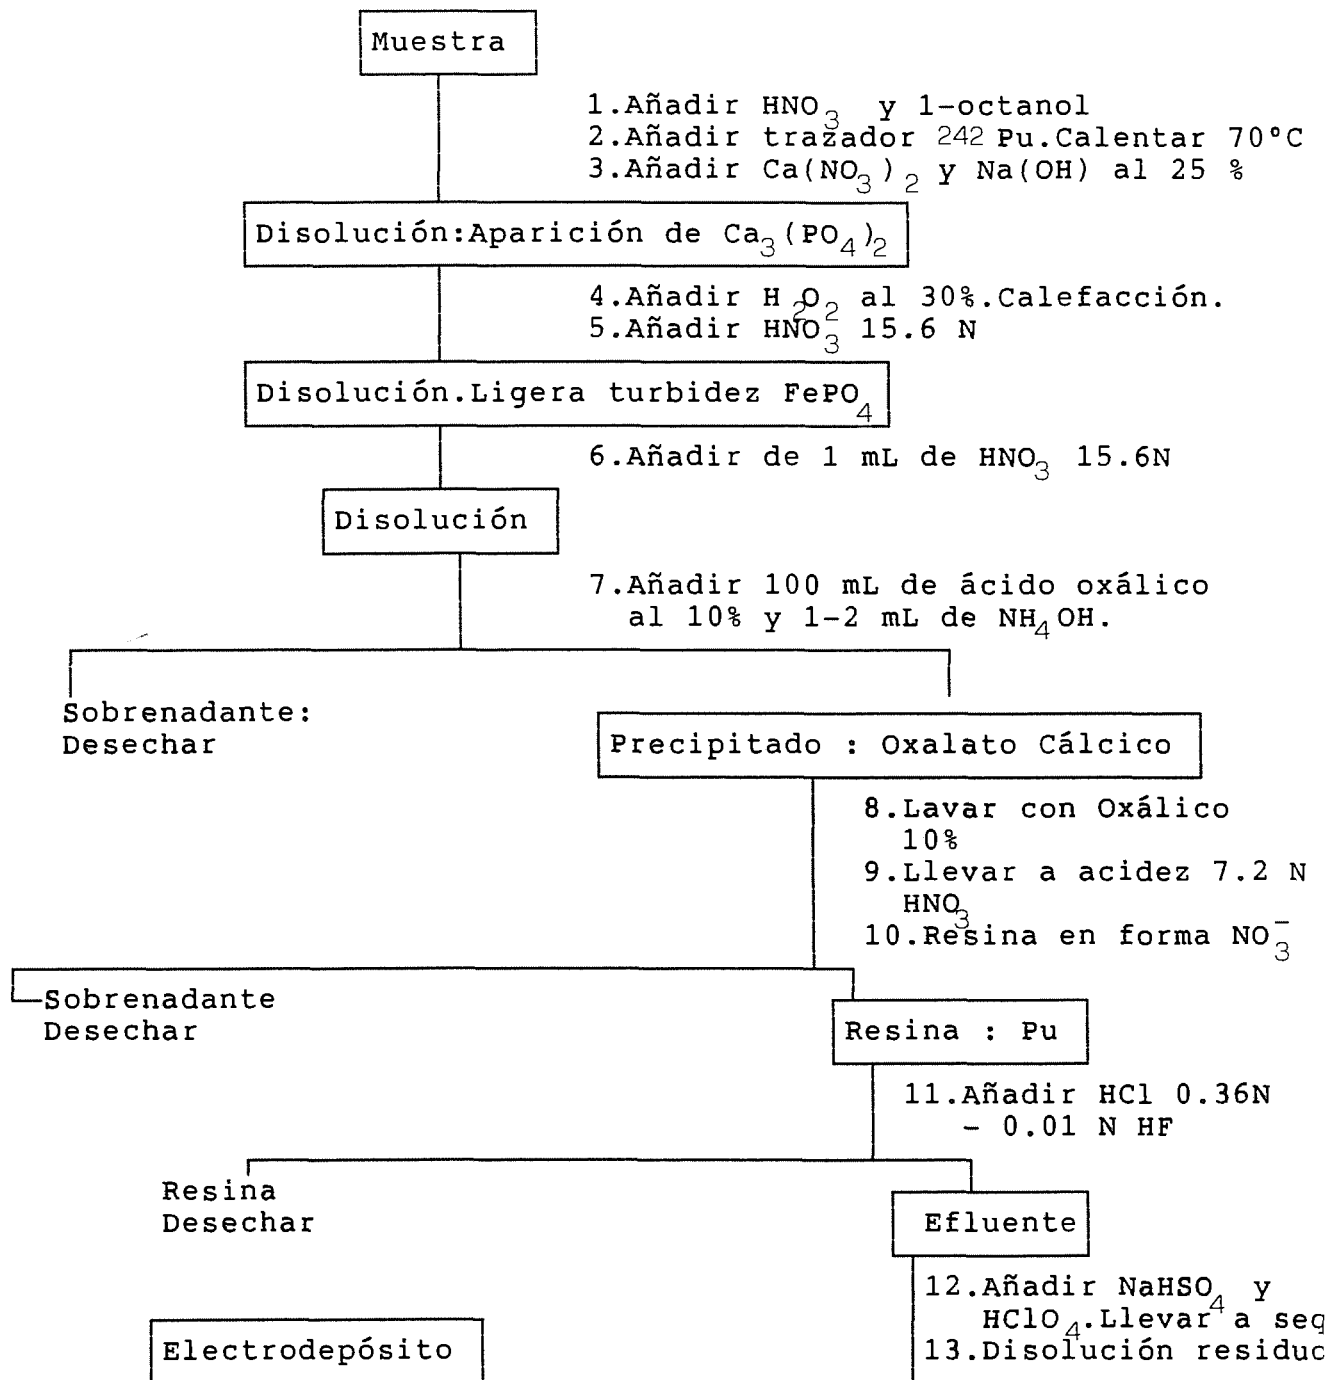 Muestra
1.Añadir HNO3 y 1-octanol
2.Añadir trazador 242 Pu.Calentar 70°C
3.Añadir Ca(NO3)2 y Na(OH) al 25 %
Disolución:Aparición de Ca3(PO4)2
4.Añadir H2O2 al 30%.Calefacción.
5.Añadir HNO3 15.6 N
Disolución.Ligera turbidez FePO4
6.Añadir de 1 mL de HNO3 15.6N
Disolución
7.Añadir 100 mL de ácido oxálico
al 10% y 1-2 mL de NH4OH.
Sobrenadante:
Desechar
Precipitado : Oxalato Cálcico
8.Lavar con Oxálico
10%
9.Llevar a acidez 7.2 N
HNO3
10.Resina en forma NO3-
Sobrenadante
Desechar
Resina : Pu
11.Añadir HCl 0.36N
- 0.01 N HF
Resina
Desechar
Efluente
12.Añadir NaHSO4 y
HClO4.Llevar a seq
13.Disolución residuo
Electrodepósito